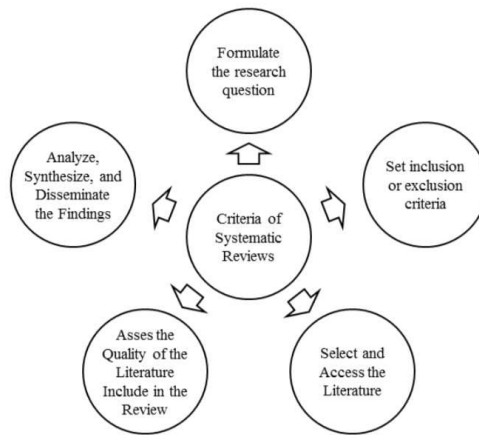 Formulate
the research
question
Analyze,
Synthesize, and
Disseminate
the Findings
Set inclusion
or exclusion
criteria
Criteria of
Systematic
Reviews
Asses the
Quality of the
Literature
Include in the
Review
Select and
Access the
Literature